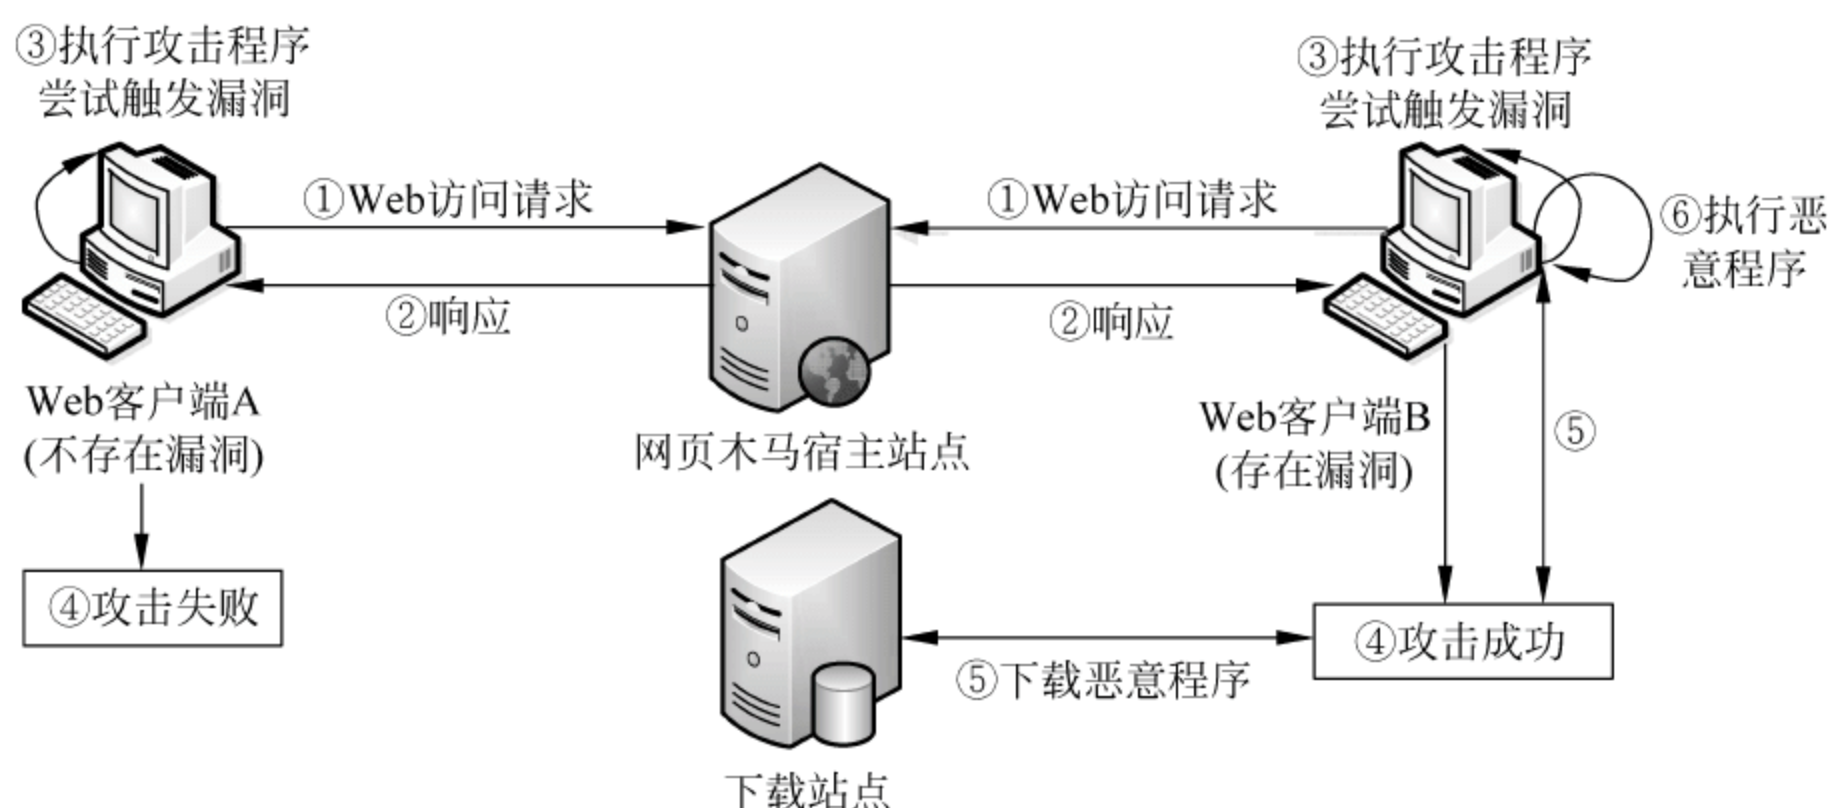 ③执行攻击程序
尝试触发漏洞
③执行攻击程序
尝试触发漏洞
①Web访问请求
①Web访问请求
⑥执行恶
意程序
②响应
②响应
Web客户端A
(不存在漏洞)
网页木马宿主站点
Web客户端B
(存在漏洞)
⑤
④攻击失败
④攻击成功
⑤下载恶意程序
下载站点